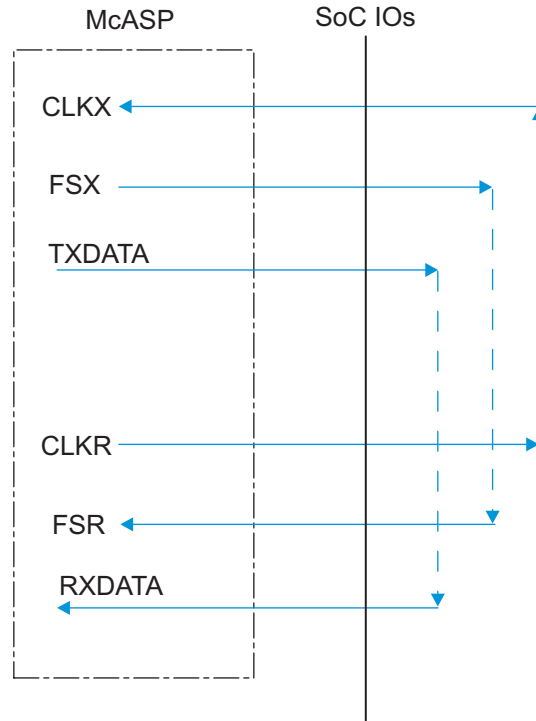 McASP
SoC IOs
CLKX
FSX
TXDATA
CLKR
FSR
RXDATA